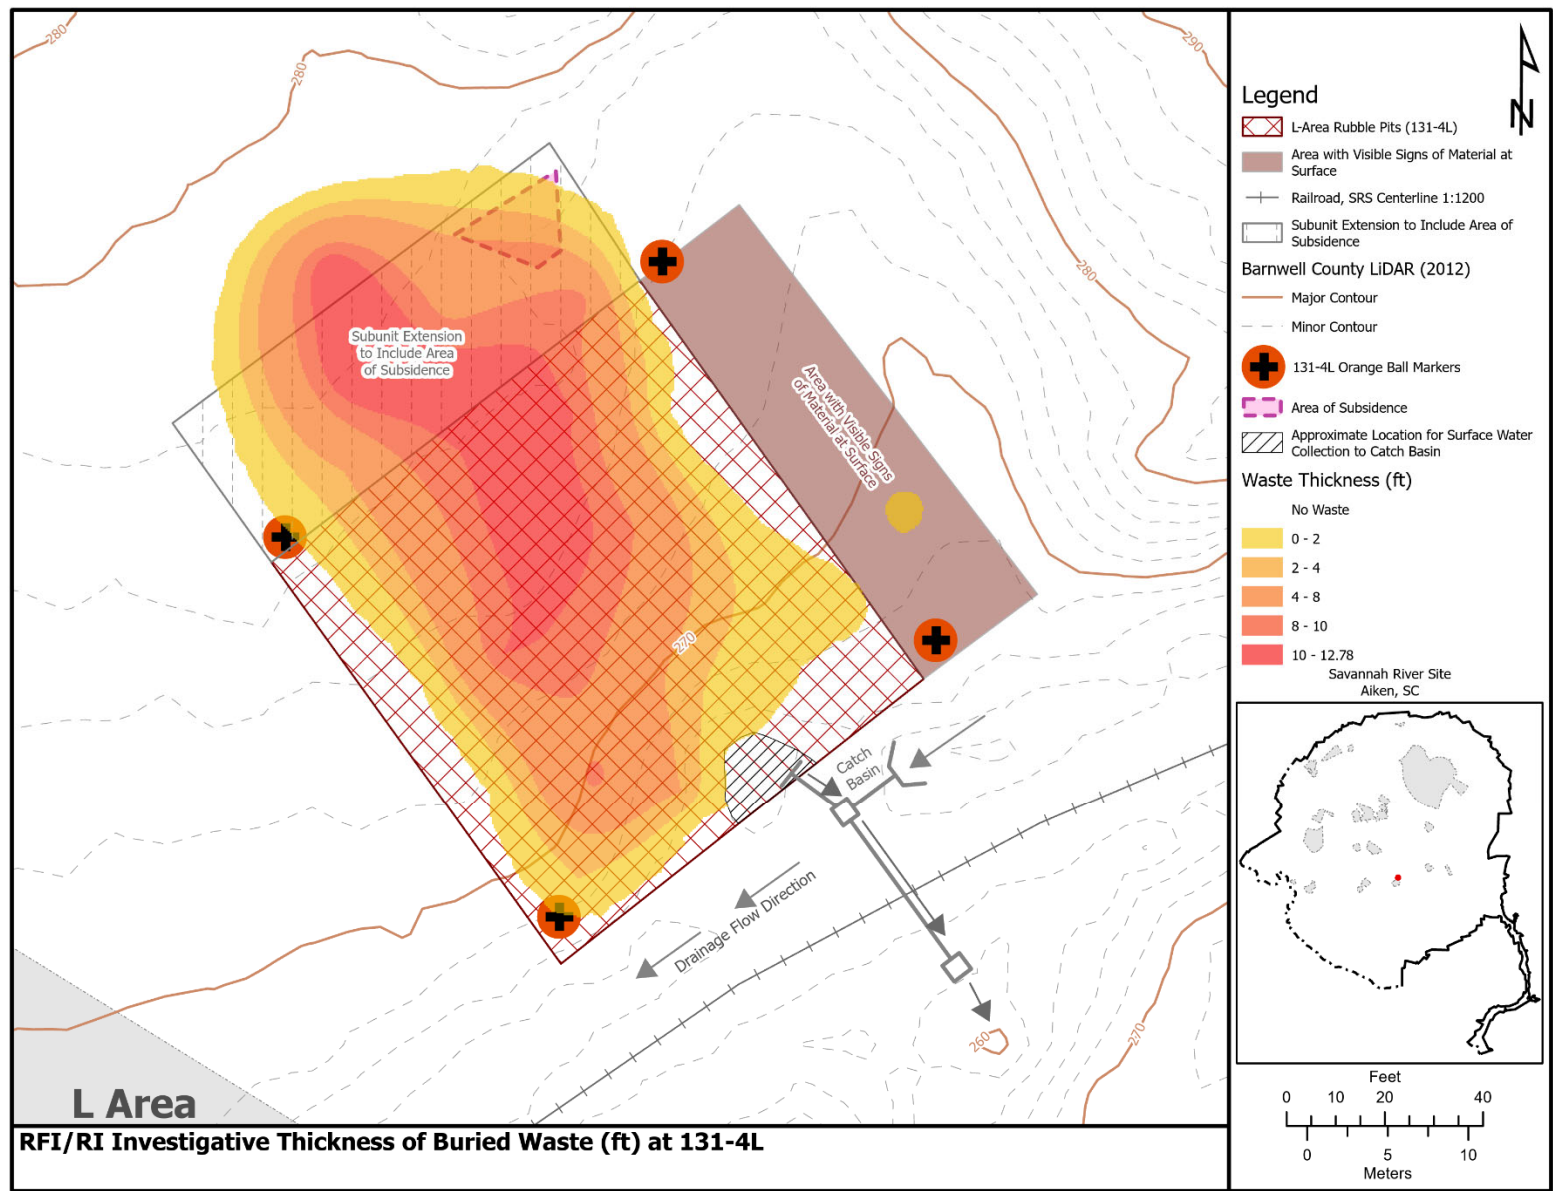 280
280
290
280
Subunit Extension
to Include Area
of Subsidence
Area with Visible Signs
of Material at Surface
270
Catch
Basin
Drainage Flow Direction
260
270
L Area
RFI/RI Investigative Thickness of Buried Waste (ft) at 131-4L
N
Legend
L-Area Rubble Pits (131-4L)
Area with Visible Signs of Material at
Surface
Railroad, SRS Centerline 1:1200
Subunit Extension to Include Area of
Subsidence
Barnwell County LiDAR (2012)
Major Contour
Minor Contour
131-4L Orange Ball Markers
Area of Subsidence
Approximate Location for Surface Water
Collection to Catch Basin
Waste Thickness (ft)
No Waste
0 - 2
2 - 4
4 - 8
8 - 10
10 - 12.78
Savannah River Site
Aiken, SC
Feet
0 10 20 40
0 5 10
Meters